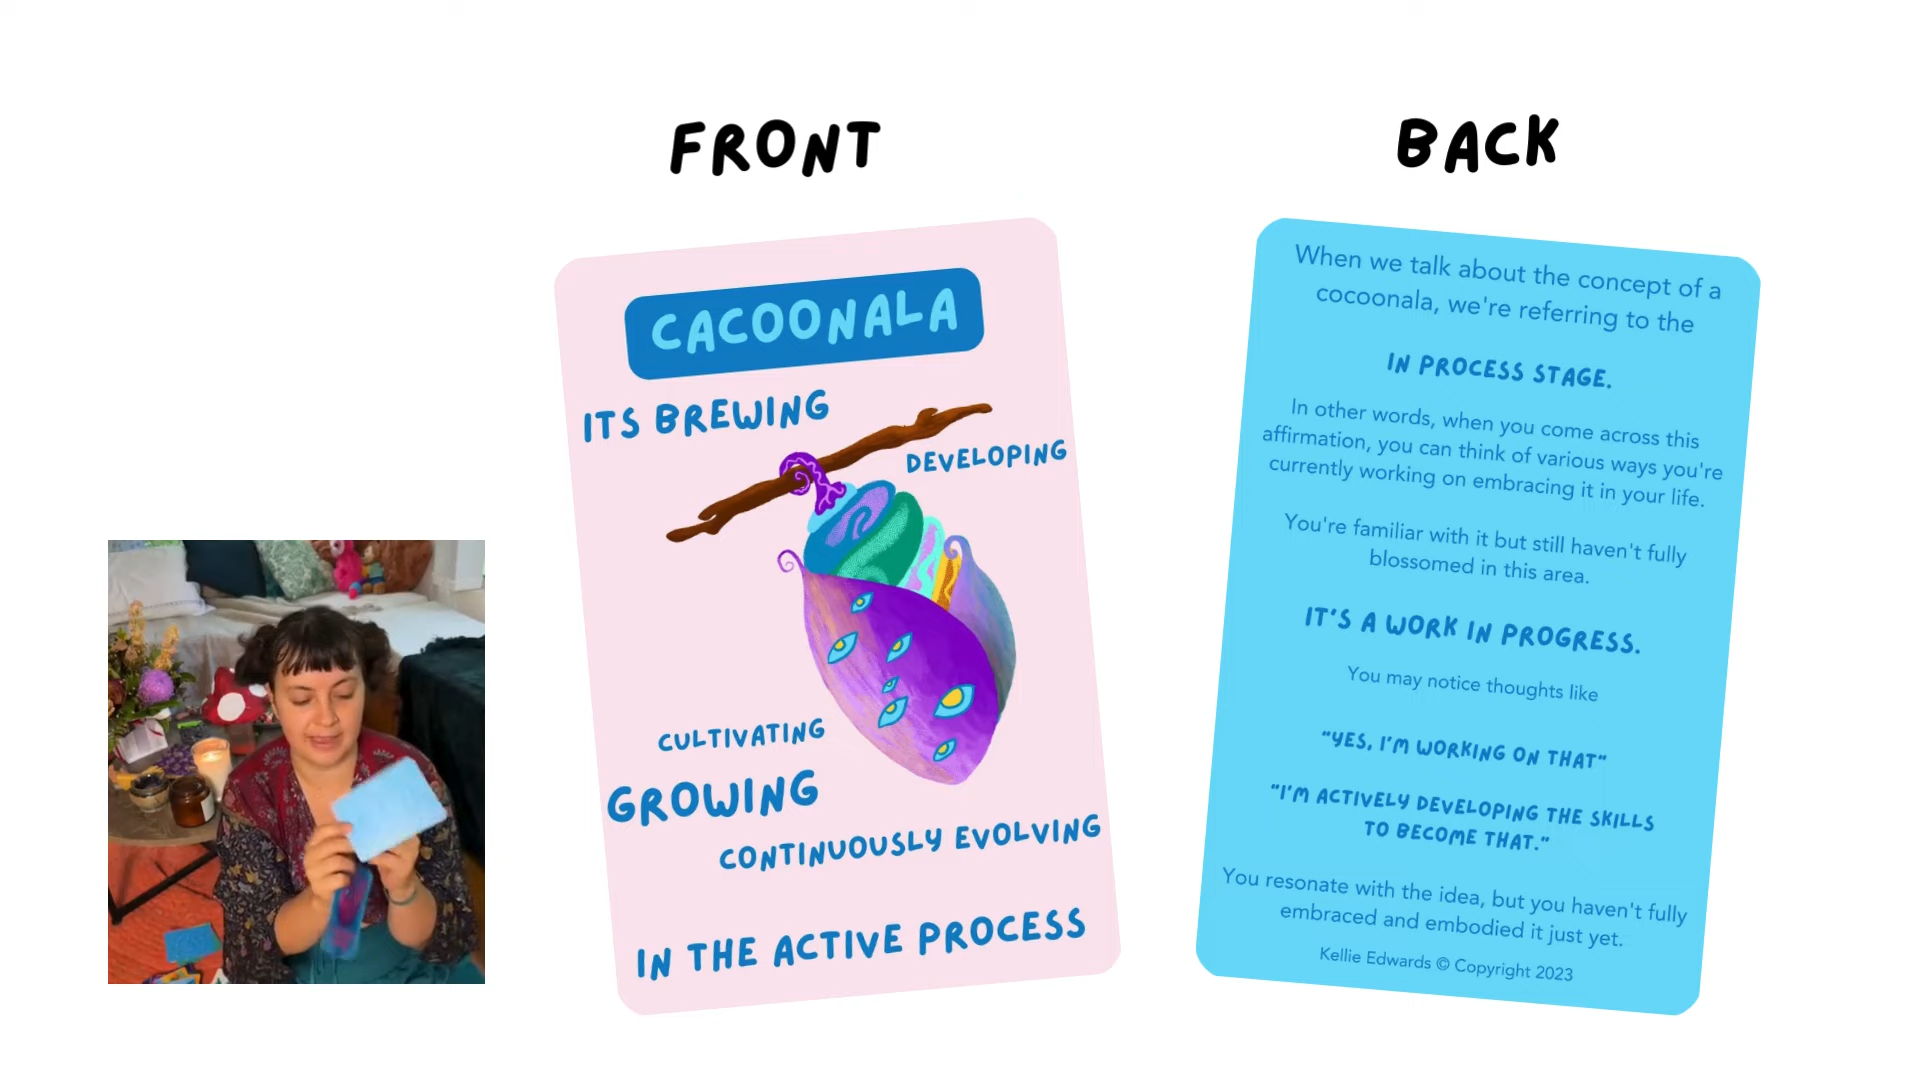 FRONT
BACK
CACOONALA
ITS BREWING
DEVELOPING
CULTIVATING
GROWING
CONTINUOUSLY EVOLVING
IN THE ACTIVE PROCESS
When we talk about the concept of a
cocoonala, we're referring to the
IN PROCESS STAGE.
In other words, when you come across this
affirmation, you can think of various ways you're
currently working on embracing it in your life.
You're familiar with it but still haven't fully
blossomed in this area.
IT'S A WORK IN PROGRESS.
You may notice thoughts like
"YES, I'M WORKING ON THAT"
"I'M ACTIVELY DEVELOPING THE SKILLS
TO BECOME THAT."
You resonate with the idea, but you haven't fully
embraced and embodied it just yet.
Kellie Edwards © Copyright 2023